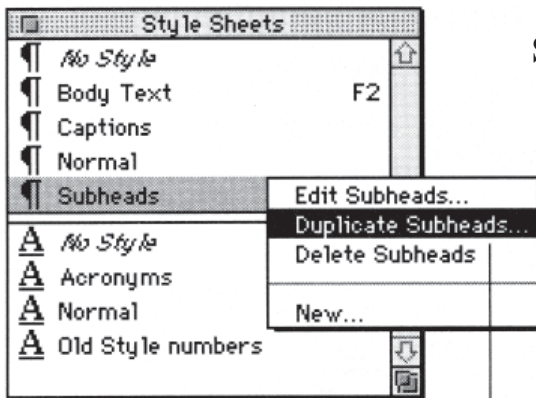 Style Sheets
¶ No Style
¶ Body Text F2
¶ Captions
¶ Normal
¶ Subheads
Edit Subheads...
Duplicate Subheads...
Delete Subheads
New...
A No Style
A Acronyms
A Normal
A Old Style numbers
S